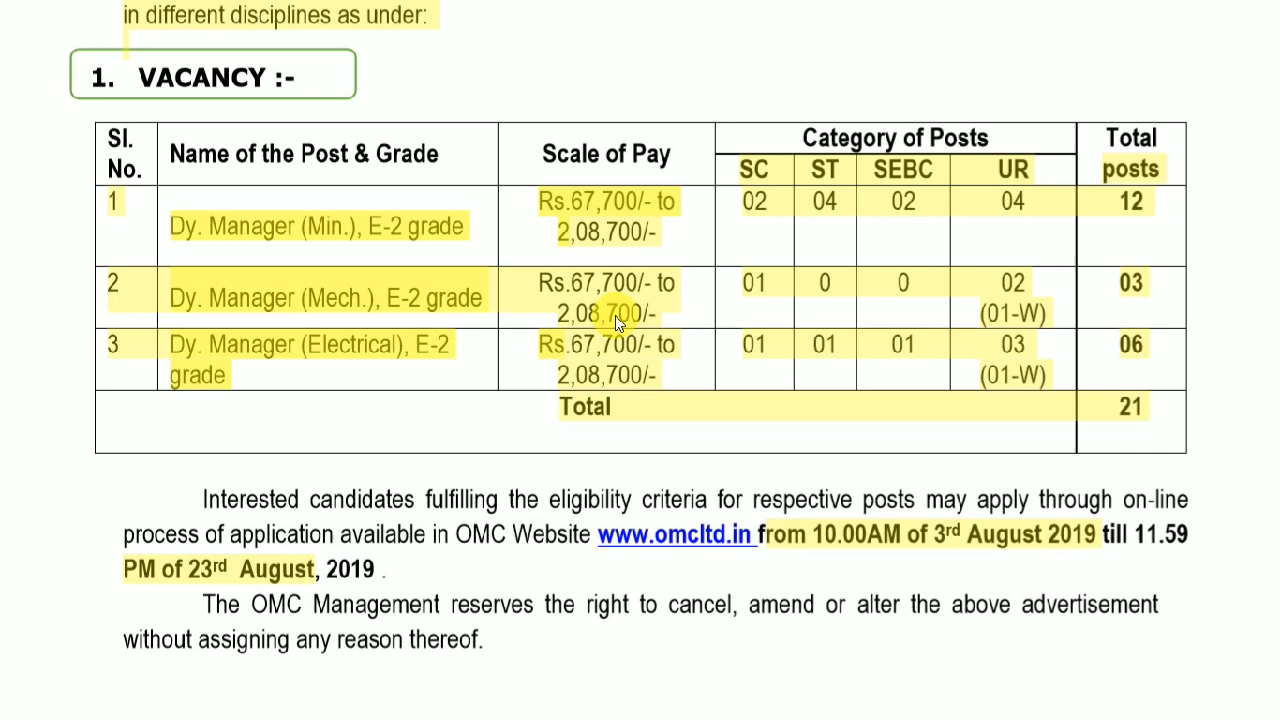 in different disciplines as under:
1. VACANCY :-
Sl. No. Name of the Post & Grade Scale of Pay Category of Posts Total posts
SC ST SEBC UR
1 Dy. Manager (Min.), E-2 grade Rs.67,700/- to 2,08,700/- 02 04 02 04 12
2 Dy. Manager (Mech.), E-2 grade Rs.67,700/- to 2,08,700/- 01 0 0 02 (01-W) 03
3 Dy. Manager (Electrical), E-2 grade Rs.67,700/- to 2,08,700/- 01 01 01 03 (01-W) 06
Total 21
Interested candidates fulfilling the eligibility criteria for respective posts may apply through on-line
process of application available in OMC Website www.omcltd.in from 10.00AM of 3rd August 2019 till 11.59
PM of 23rd August, 2019 .
The OMC Management reserves the right to cancel, amend or alter the above advertisement
without assigning any reason thereof.